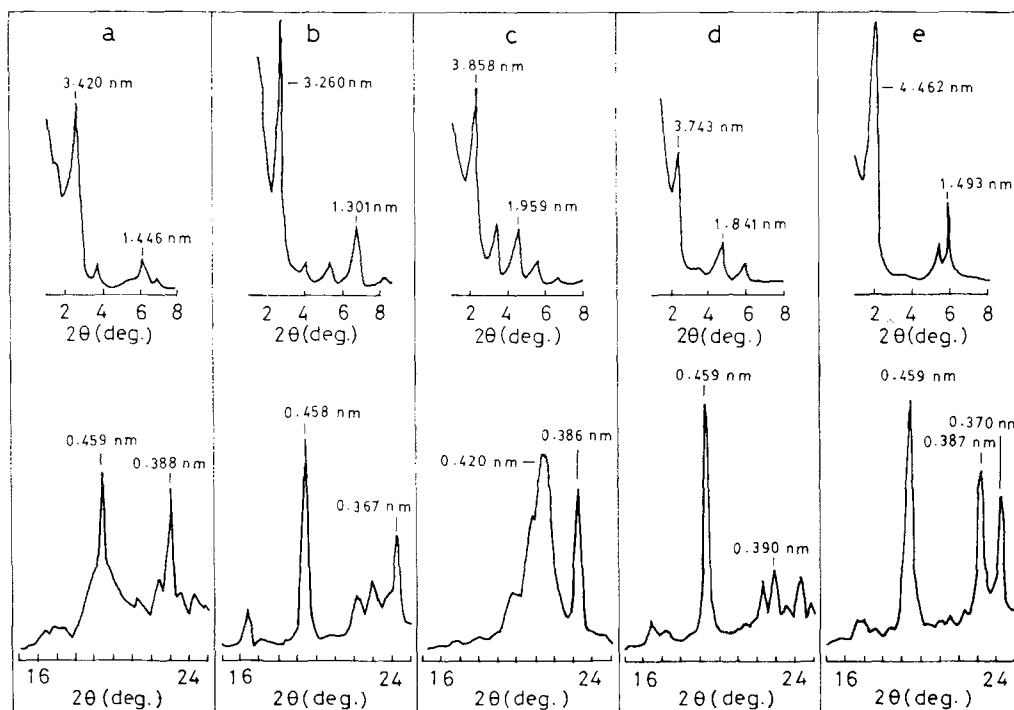 a
3.420 nm
1.446 nm
2 4 6 8
2θ(deg.)
b
3.260 nm
1.301nm
2 4 6 8
2θ(deg.)
c
3.858 nm
1.959 nm
2 4 6 8
2θ(deg.)
d
3.743 nm
1.841 nm
2 4 6 8
2θ(deg.)
e
4.462 nm
1.493 nm
2 4 6 8
2θ(deg.)
0.459 nm
0.388 nm
16 24
2θ(deg.)
0.458 nm
0.367 nm
16 24
2θ(deg.)
0.420 nm
0.386 nm
16 24
2θ(deg.)
0.459 nm
0.390 nm
16 24
2θ(deg.)
0.459 nm
0.370 nm
0.387 nm
16 24
2θ(deg.)